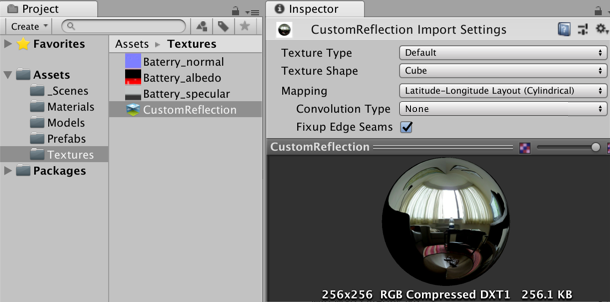 Project
Create
Favorites
Assets
_Scenes
Materials
Models
Prefabs
Textures
Packages
Assets ▸ Textures
Baterry_normal
Battery_albedo
Battery_specular
CustomReflection
Inspector
CustomReflection Import Settings
Texture Type Default
Texture Shape Cube
Mapping Latitude-Longitude Layout (Cylindrical)
Convolution Type None
Fixup Edge Seams
CustomReflection
256x256 RGB Compressed DXT1 256.1 KB